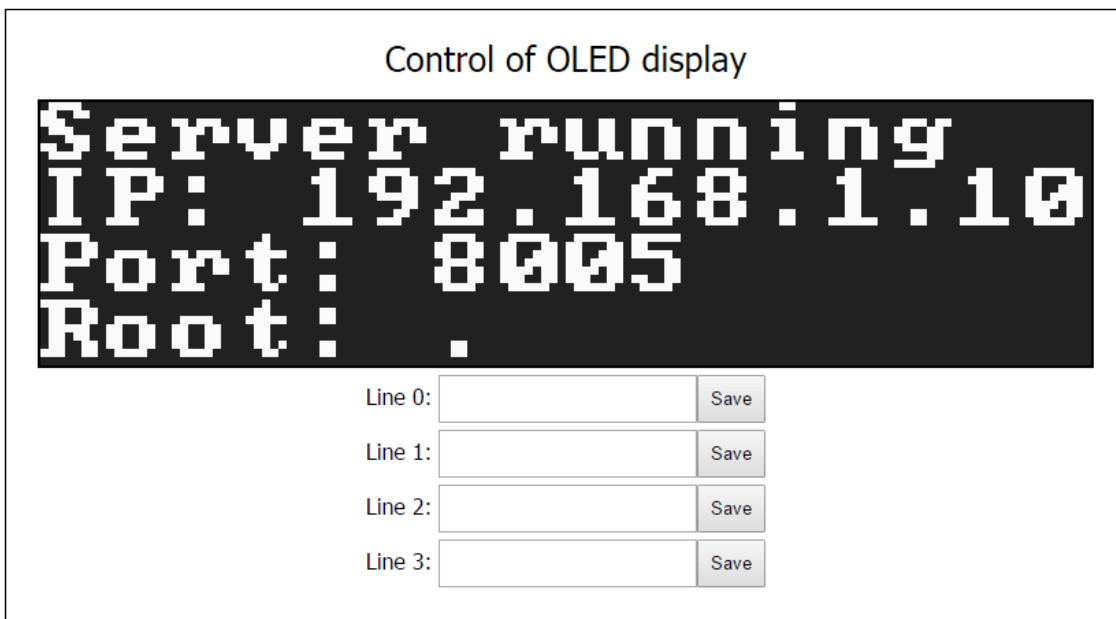 Control of OLED display
Server running
IP: 192.168.1.10
Port: 8005
Root: .
Line 0: Save
Line 1: Save
Line 2: Save
Line 3: Save